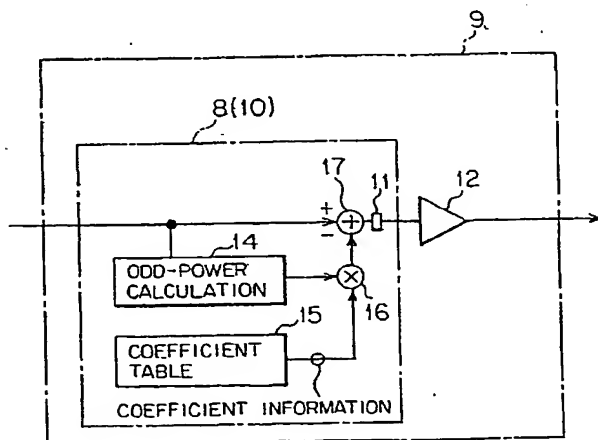 9
8(10)
17
11
12
+
−
+
14
ODD-POWER
CALCULATION
×
16
15
COEFFICIENT
TABLE
COEFFICIENT INFORMATION